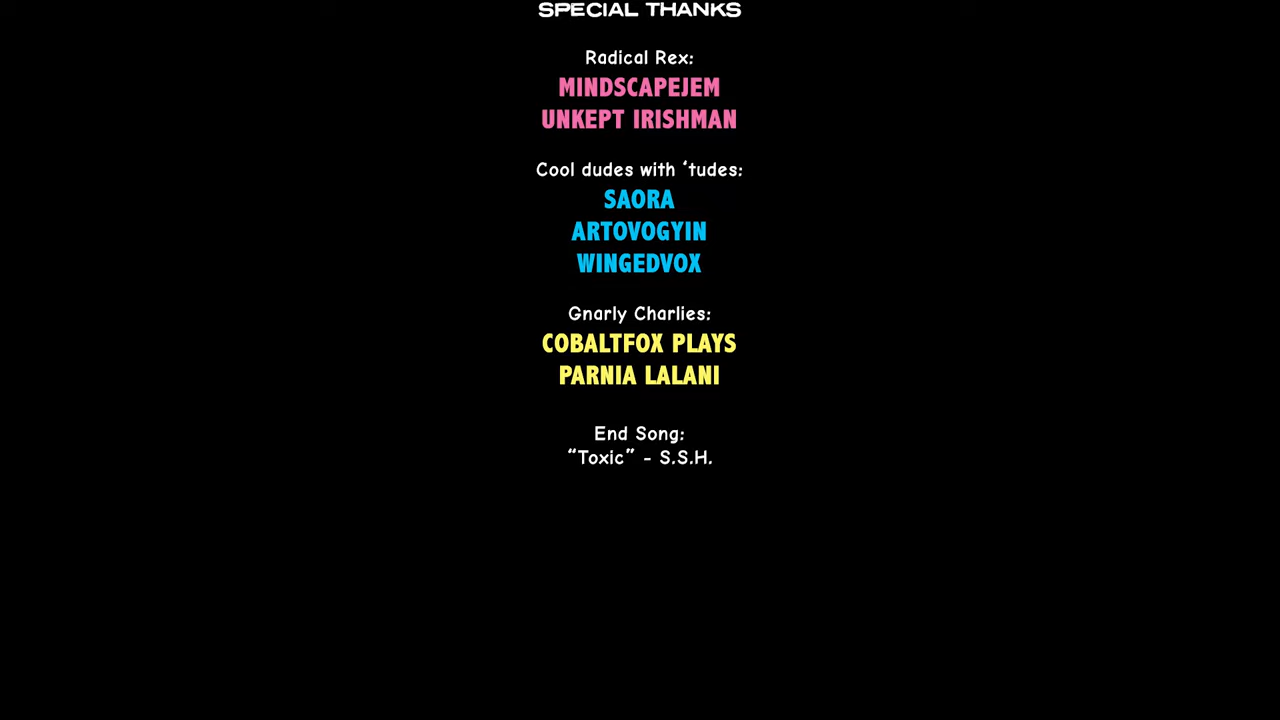 SPECIAL THANKS
Radical Rex:
MINDSCAPEJEM
UNKEPT IRISHMAN
Cool dudes with ‘tudes:
SAORA
ARTOVOGYIN
WINGEDVOX
Gnarly Charlies:
COBALTFOX PLAYS
PARNIA LALANI
End Song:
“Toxic” - S.S.H.